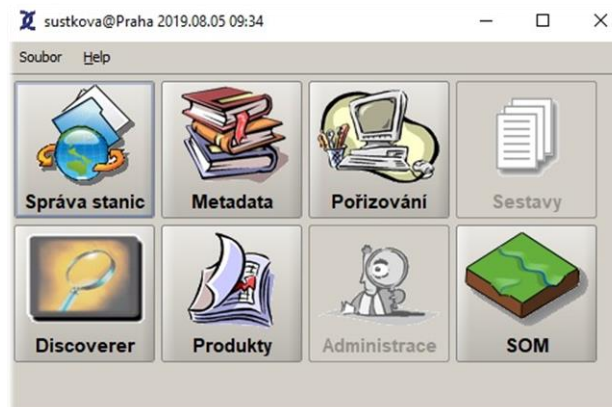 sustkova@Praha 2019.08.05 09:34
Soubor Help
Správa stanic Metadata Pořizování Sestavy
Discoverer Produkty Administrace SOM